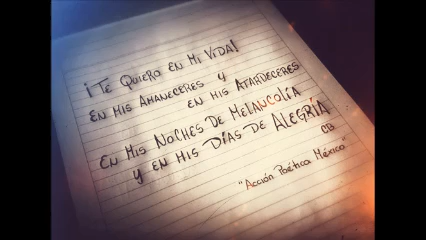 ¡TE QUIERO EN MI VIDA!
EN MIS AMANECERES Y
EN MIS ATARDECERES
EN MIS NOCHES DE MELANCOLÍA
Y EN MIS DÍAS DE ALEGRÍA
CB
"Acción Poética México"